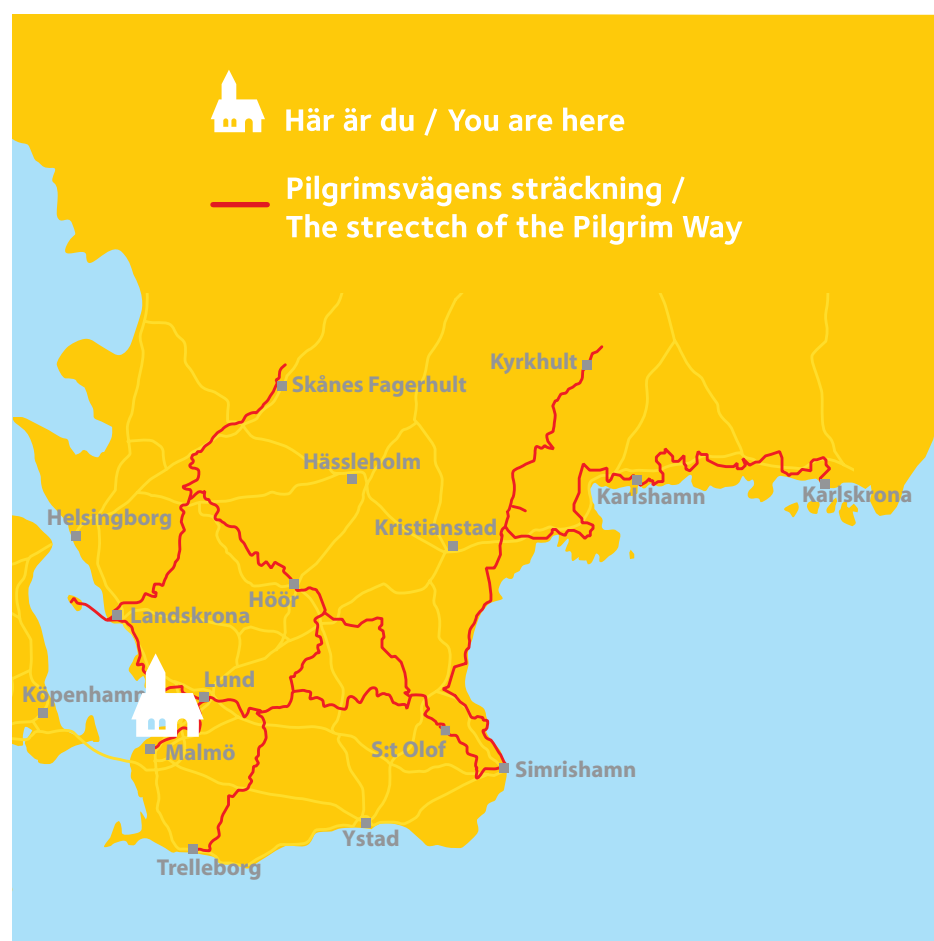 Här är du / You are here
Pilgrimsvägens sträckning /
The strectch of the Pilgrim Way
Kyrkhult
Skånes Fagerhult
Hässleholm
Karlshamn
Karlskrona
Helsingborg
Kristianstad
Höör
Landskrona
Lund
Köpenhamn
Malmö
S:t Olof
Simrishamn
Ystad
Trelleborg